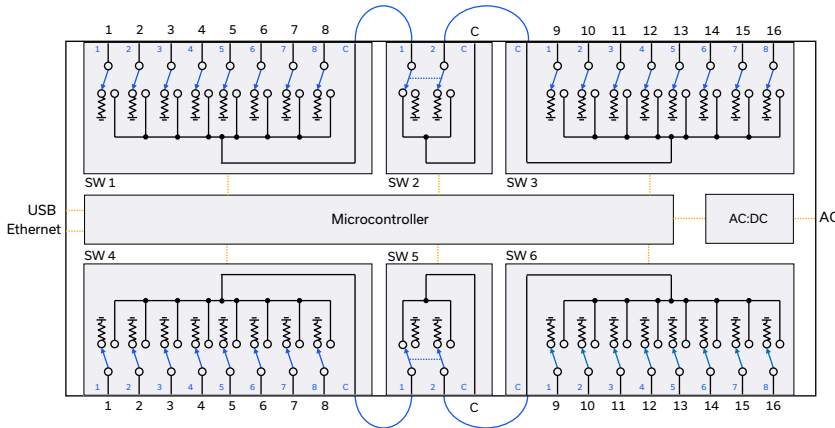 1 2 3 4 5 6 7 8 C 9 10 11 12 13 14 15 16
1 2 3 4 5 6 7 8 C 1 2 C C 1 2 3 4 5 6 7 8
SW 1 SW 2 SW 3
USB
Ethernet
Microcontroller
AC:DC
AC
SW 4 SW 5 SW 6
1 2 3 4 5 6 7 8 C 1 2 C C 1 2 3 4 5 6 7 8
1 2 3 4 5 6 7 8 C 9 10 11 12 13 14 15 16